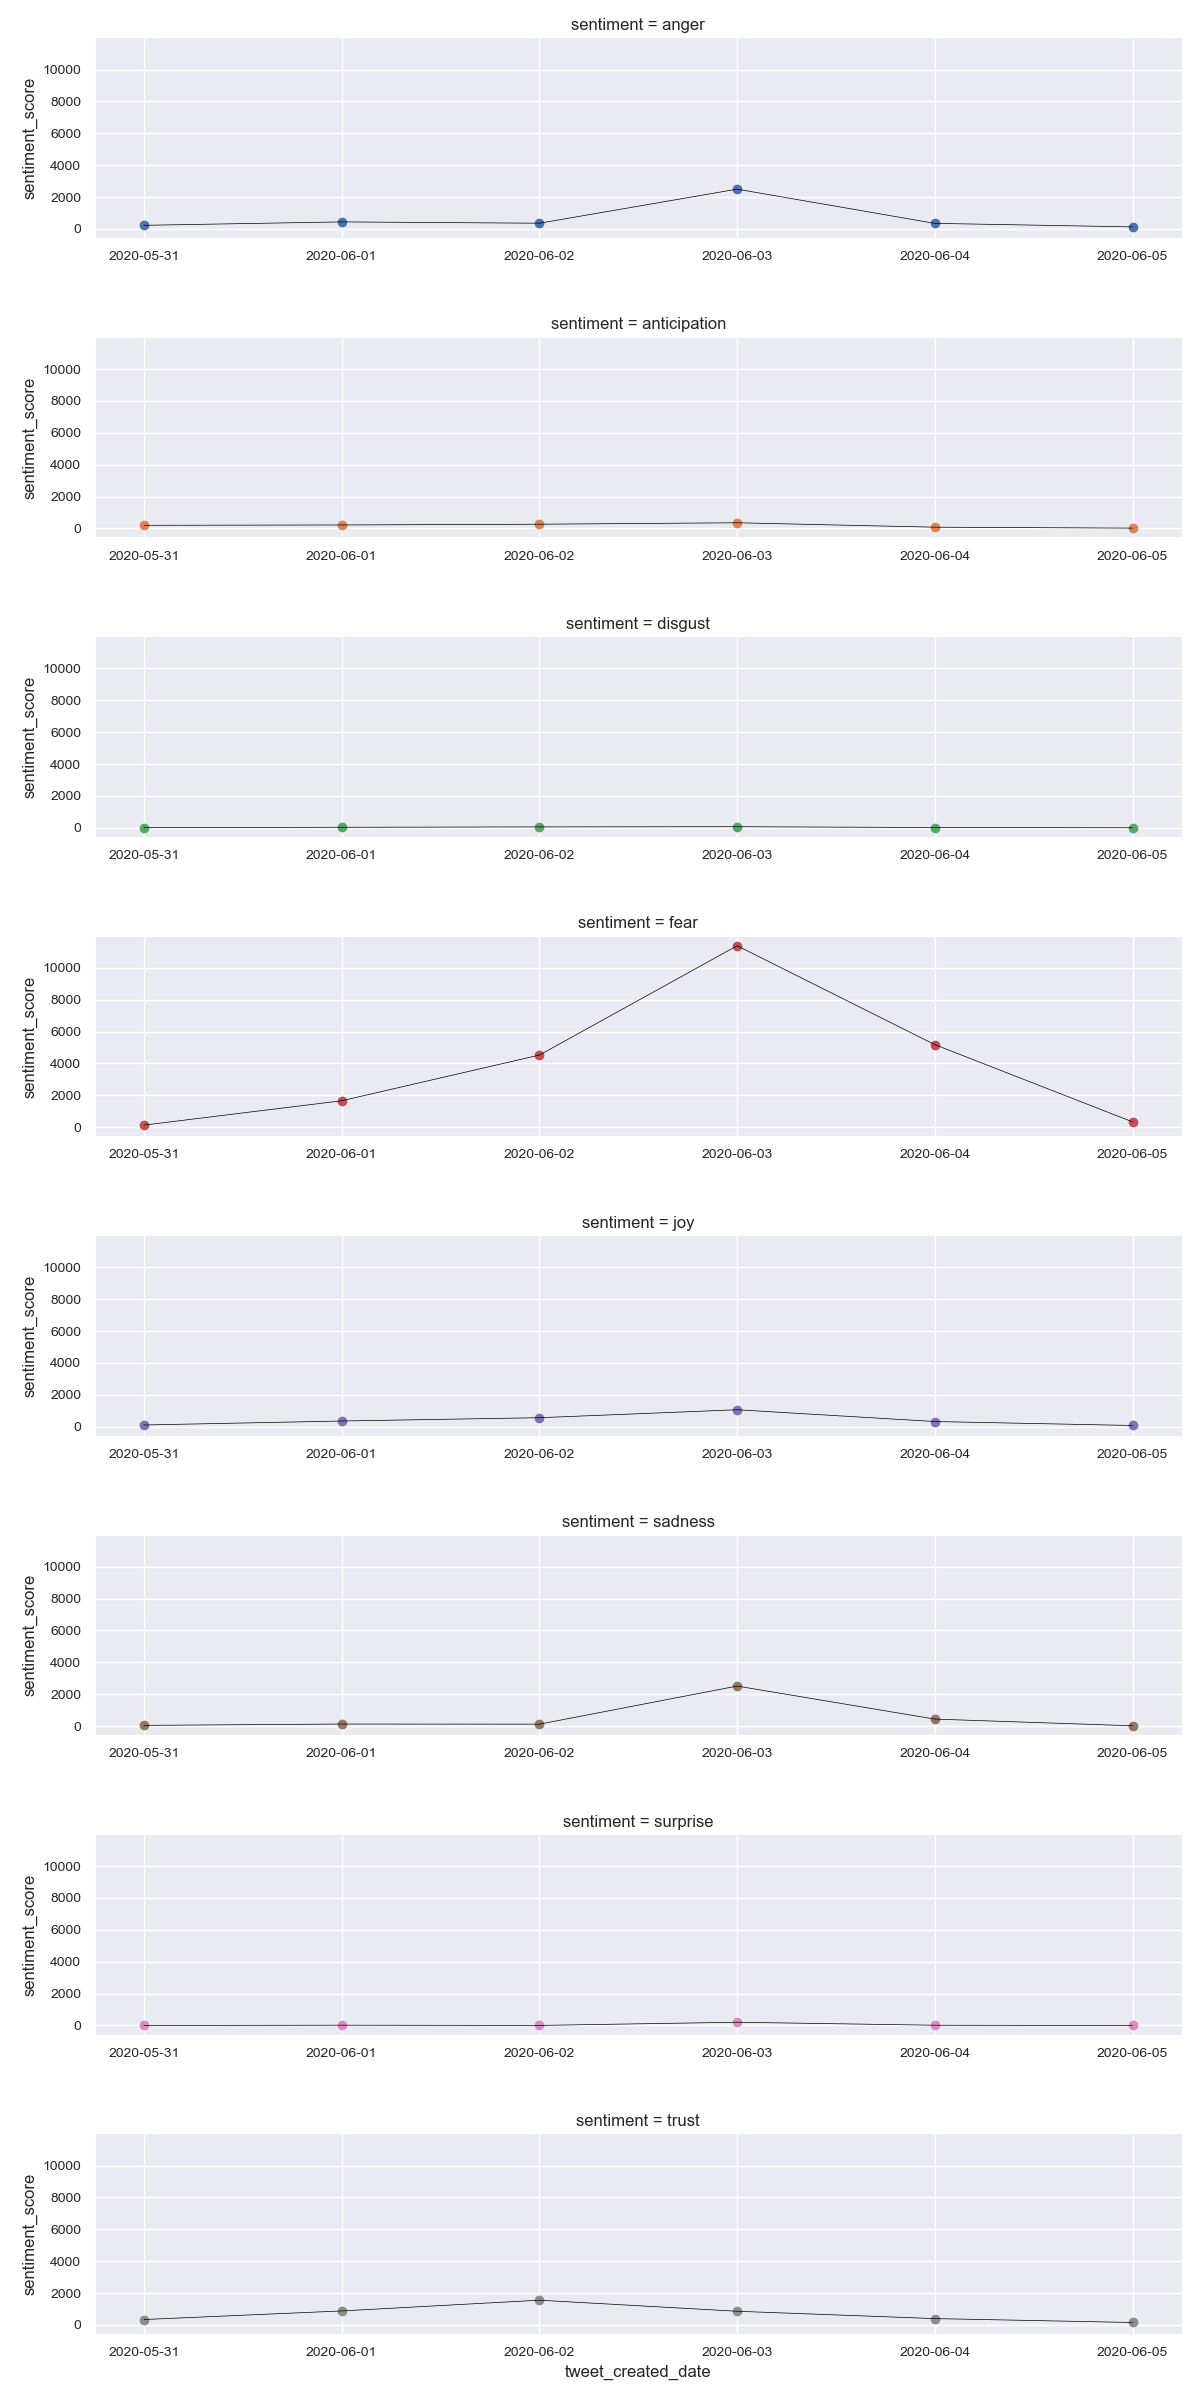 sentiment = anger
sentiment_score
10000
8000
6000
4000
2000
0
2020-05-31 2020-06-01 2020-06-02 2020-06-03 2020-06-04 2020-06-05
sentiment = anticipation
sentiment_score
10000
8000
6000
4000
2000
0
2020-05-31 2020-06-01 2020-06-02 2020-06-03 2020-06-04 2020-06-05
sentiment = disgust
sentiment_score
10000
8000
6000
4000
2000
0
2020-05-31 2020-06-01 2020-06-02 2020-06-03 2020-06-04 2020-06-05
sentiment = fear
sentiment_score
10000
8000
6000
4000
2000
0
2020-05-31 2020-06-01 2020-06-02 2020-06-03 2020-06-04 2020-06-05
sentiment = joy
sentiment_score
10000
8000
6000
4000
2000
0
2020-05-31 2020-06-01 2020-06-02 2020-06-03 2020-06-04 2020-06-05
sentiment = sadness
sentiment_score
10000
8000
6000
4000
2000
0
2020-05-31 2020-06-01 2020-06-02 2020-06-03 2020-06-04 2020-06-05
sentiment = surprise
sentiment_score
10000
8000
6000
4000
2000
0
2020-05-31 2020-06-01 2020-06-02 2020-06-03 2020-06-04 2020-06-05
sentiment = trust
sentiment_score
10000
8000
6000
4000
2000
0
2020-05-31 2020-06-01 2020-06-02 2020-06-03 2020-06-04 2020-06-05
tweet_created_date